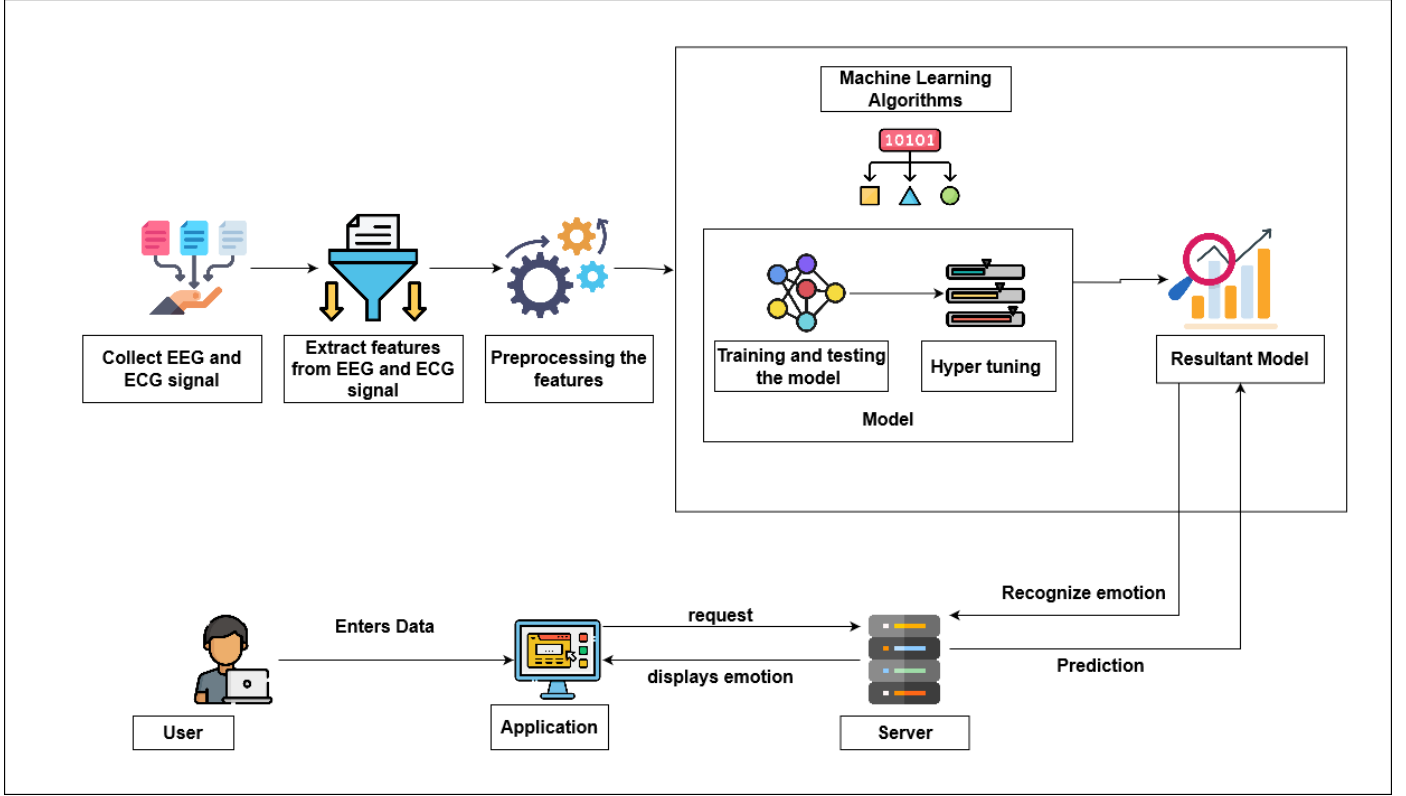 Machine Learning
Algorithms
10101
Collect EEG and
ECG signal
Extract features
from EEG and ECG
signal
Preprocessing the
features
Training and testing
the model
Hyper tuning
Model
Resultant Model
Recognize emotion
Prediction
Enters Data
request
displays emotion
User
Application
Server